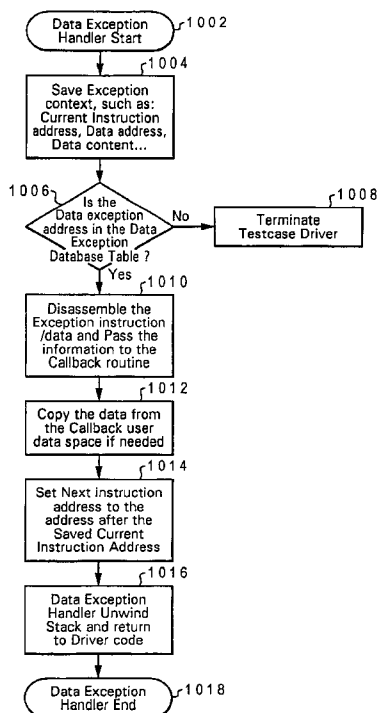 Data Exception
Handler Start
1002
1004
Save Exception
context, such as:
Current Instruction
address, Data address,
Data content...
1006
Is the
Data exception
address in the Data
Exception
Database Table ?
No
1008
Terminate
Testcase Driver
Yes
1010
Disassemble the
Exception instruction
/data and Pass the
information to the
Callback routine
1012
Copy the data from
the Callback user
data space if needed
1014
Set Next instruction
address to the
address after the
Saved Current
Instruction Address
1016
Data Exception
Handler Unwind
Stack and return
to Driver code
Data Exception
Handler End
1018